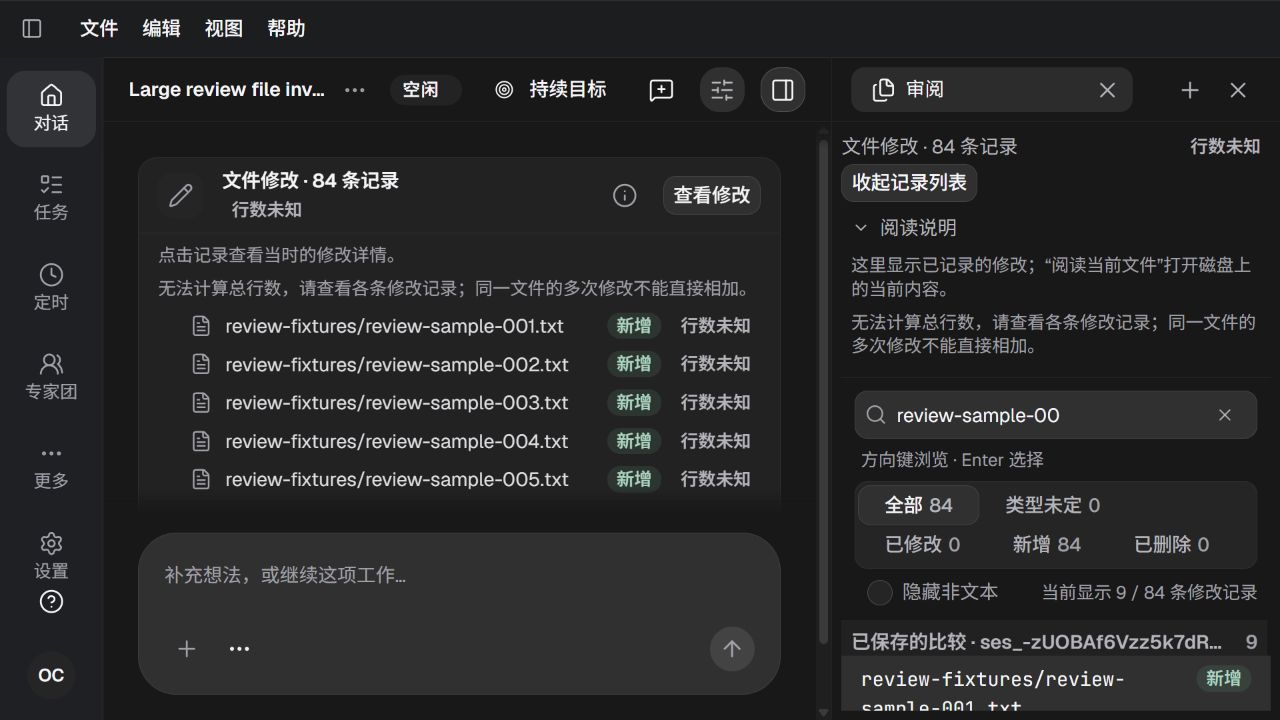 文件 编辑 视图 帮助
对话
任务
定时
专家团
更多
设置
OC
Large review file inv... 空闲 持续目标
文件修改 · 84 条记录
行数未知
查看修改
点击记录查看当时的修改详情。
无法计算总行数，请查看各条修改记录；同一文件的多次修改不能直接相加。
review-fixtures/review-sample-001.txt 新增 行数未知
review-fixtures/review-sample-002.txt 新增 行数未知
review-fixtures/review-sample-003.txt 新增 行数未知
review-fixtures/review-sample-004.txt 新增 行数未知
review-fixtures/review-sample-005.txt 新增 行数未知
补充想法，或继续这项工作...
审阅
文件修改 · 84 条记录 行数未知
收起记录列表
阅读说明
这里显示已记录的修改；“阅读当前文件”打开磁盘上
的当前内容。
无法计算总行数，请查看各条修改记录；同一文件的
多次修改不能直接相加。
review-sample-00
方向键浏览 · Enter 选择
全部 84 类型未定 0
已修改 0 新增 84 已删除 0
隐藏非文本 当前显示 9 / 84 条修改记录
已保存的比较 · ses_-zUOBAf6Vzz5k7dR... 9
review-fixtures/review- 新增
sample-001.txt